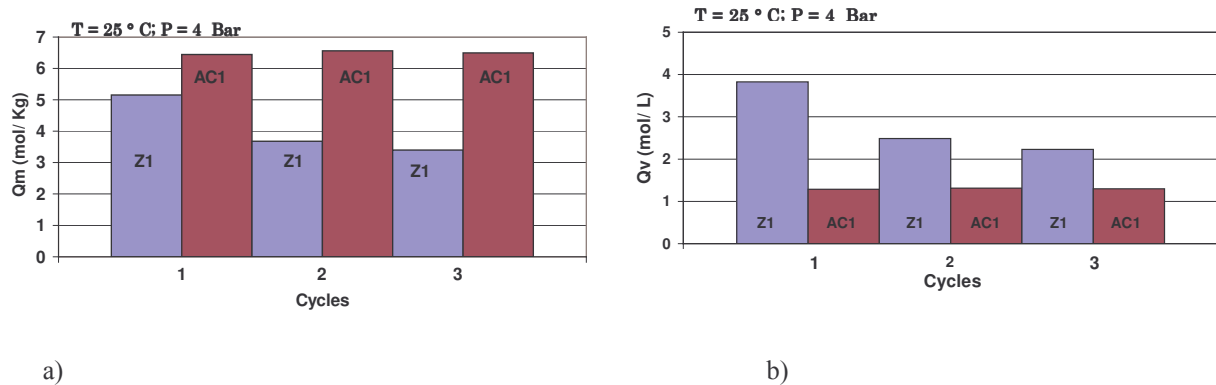 T = 25 ° C; P = 4 Bar
7
6
5
4
3
2
1
0
Qm (mol/ Kg)
Z1
AC1
Z1
AC1
Z1
AC1
1
2
3
Cycles
a)
T = 25 ° C; P = 4 Bar
5
4
3
2
1
0
Qv (mol/ L)
Z1
AC1
Z1
AC1
Z1
AC1
1
2
3
Cycles
b)